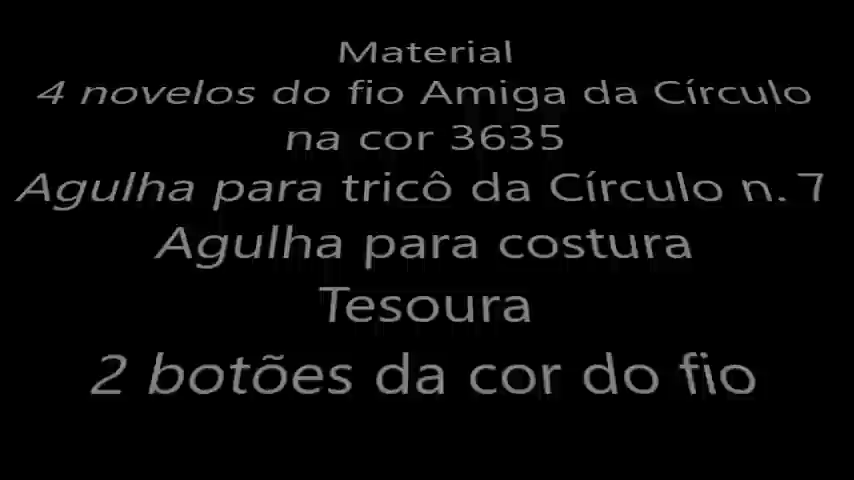 Material
4 novelos do fio Amiga da Círculo
na cor 3635
Agulha para tricô da Círculo n. 7
Agulha para costura
Tesoura
2 botões da cor do fio